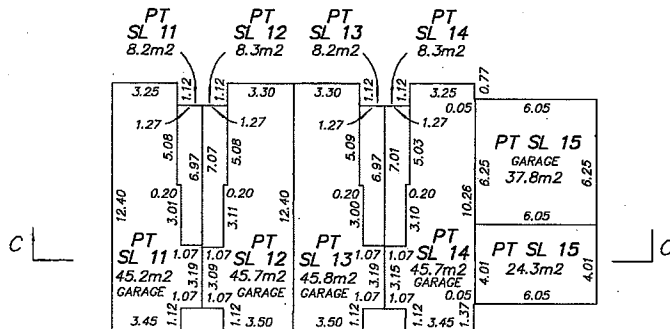 PT PT PT PT
SL 11 SL 12 SL 13 SL 14
8.2m2 8.3m2 8.2m2 8.3m2
3.25 1.12 1.12 3.30 3.30 1.12 1.12 3.25 0.77
1.27 1.27 1.27 1.27 0.05 6.05
5.08 6.97 7.07 5.08 5.09 6.97 7.01 5.03
PT SL 15
GARAGE
37.8m2
6.25 6.25
12.40 0.20 0.20 12.40 0.20 0.20 10.26
3.01 3.11 3.00 3.10
6.05
C PT 1.07 1.07 PT PT 1.07 1.07 PT C
SL 11 SL 12 SL 13 SL 14 PT SL 15
45.2m2 3.19 3.09 45.7m2 45.8m2 3.19 3.15 45.7m2 4.01 24.3m2 4.01
GARAGE GARAGE GARAGE GARAGE
1.07 1.07 1.07 1.07 0.05 6.05
3.45 1.12 1.12 3.50 3.50 1.12 1.12 3.45 1.37